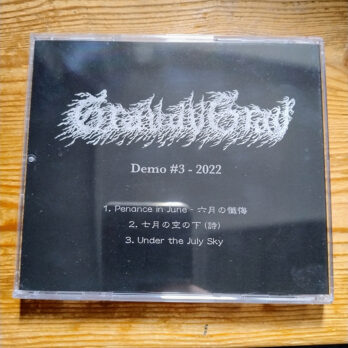 Demo #3 - 2022
1. Penance in June - 六月の懺悔
2. 七月の空の下 (詩)
3. Under the July Sky